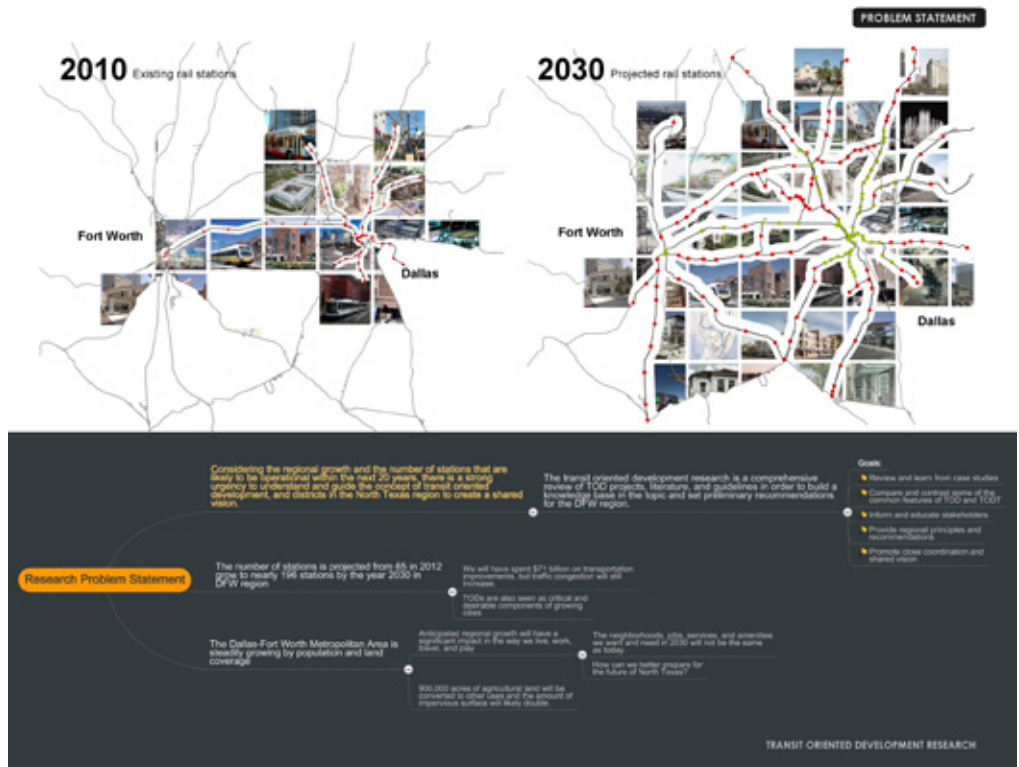 PROBLEM STATEMENT
2010 Existing rail stations
2030 Projected rail stations
Fort Worth
Dallas
Fort Worth
Dallas
Research Problem Statement
Considering the regional growth and the number of stations that are
likely to be operational within the next 20 years, there is a strong
urgency to understand and guide the concept of transit oriented
development, and districts in the North Texas region to create a shared
vision.
The transit oriented development research is a comprehensive
review of TOD projects, literature, and guidelines in order to build a
knowledge base in the topic and set preliminary recommendations
for the DFW region.
Goals:
Review and learn from case studies
Compare and contrast some of the
common features of TOD and TODT
Inform and educate stakeholders
Provide regional principles and
recommendations
Promote close coordination and
shared vision
The number of stations is projected from 65 in 2012
grow to nearly 196 stations by the year 2030 in
DFW region
We will have spent $71 billion on transportation
improvements, but traffic congestion will still
increase.
TODs are also seen as critical and
desirable components of growing
cities
The Dallas-Fort Worth Metropolitan Area is
steadily growing by population and land
coverage
Anticipated regional growth will have a
significant impact in the way we live, work,
travel, and play
The neighborhoods, jobs, services, and amenities
we want and need in 2030 will not be the same
as today.
How can we better prepare for
the future of North Texas?
900,000 acres of agricultural land will be
converted to other uses and the amount of
impervious surface will likely double.
TRANSIT ORIENTED DEVELOPMENT RESEARCH